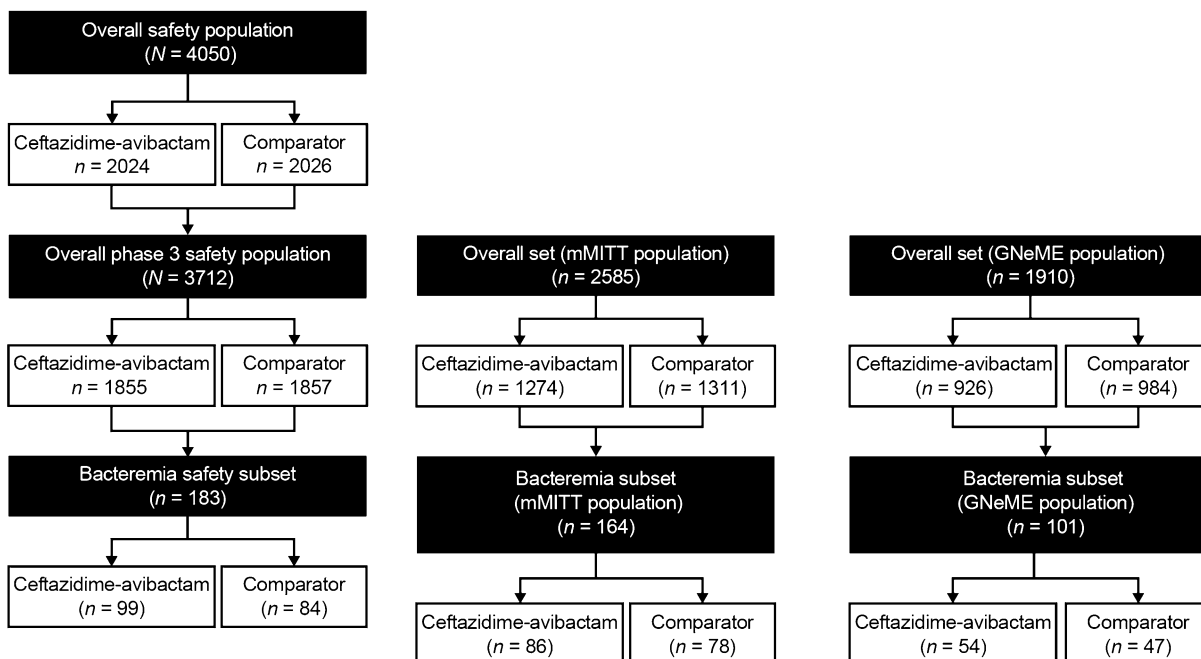 Overall safety population
(N = 4050)
Ceftazidime-avibactam
n = 2024
Comparator
n = 2026
Overall phase 3 safety population
(N = 3712)
Ceftazidime-avibactam
n = 1855
Comparator
n = 1857
Bacteremia safety subset
(n = 183)
Ceftazidime-avibactam
(n = 99)
Comparator
(n = 84)
Overall set (mMITT population)
(n = 2585)
Ceftazidime-avibactam
(n = 1274)
Comparator
(n = 1311)
Bacteremia subset
(mMITT population)
(n = 164)
Ceftazidime-avibactam
(n = 86)
Comparator
(n = 78)
Overall set (GNeME population)
(n = 1910)
Ceftazidime-avibactam
(n = 926)
Comparator
(n = 984)
Bacteremia subset
(GNeME population)
(n = 101)
Ceftazidime-avibactam
(n = 54)
Comparator
(n = 47)